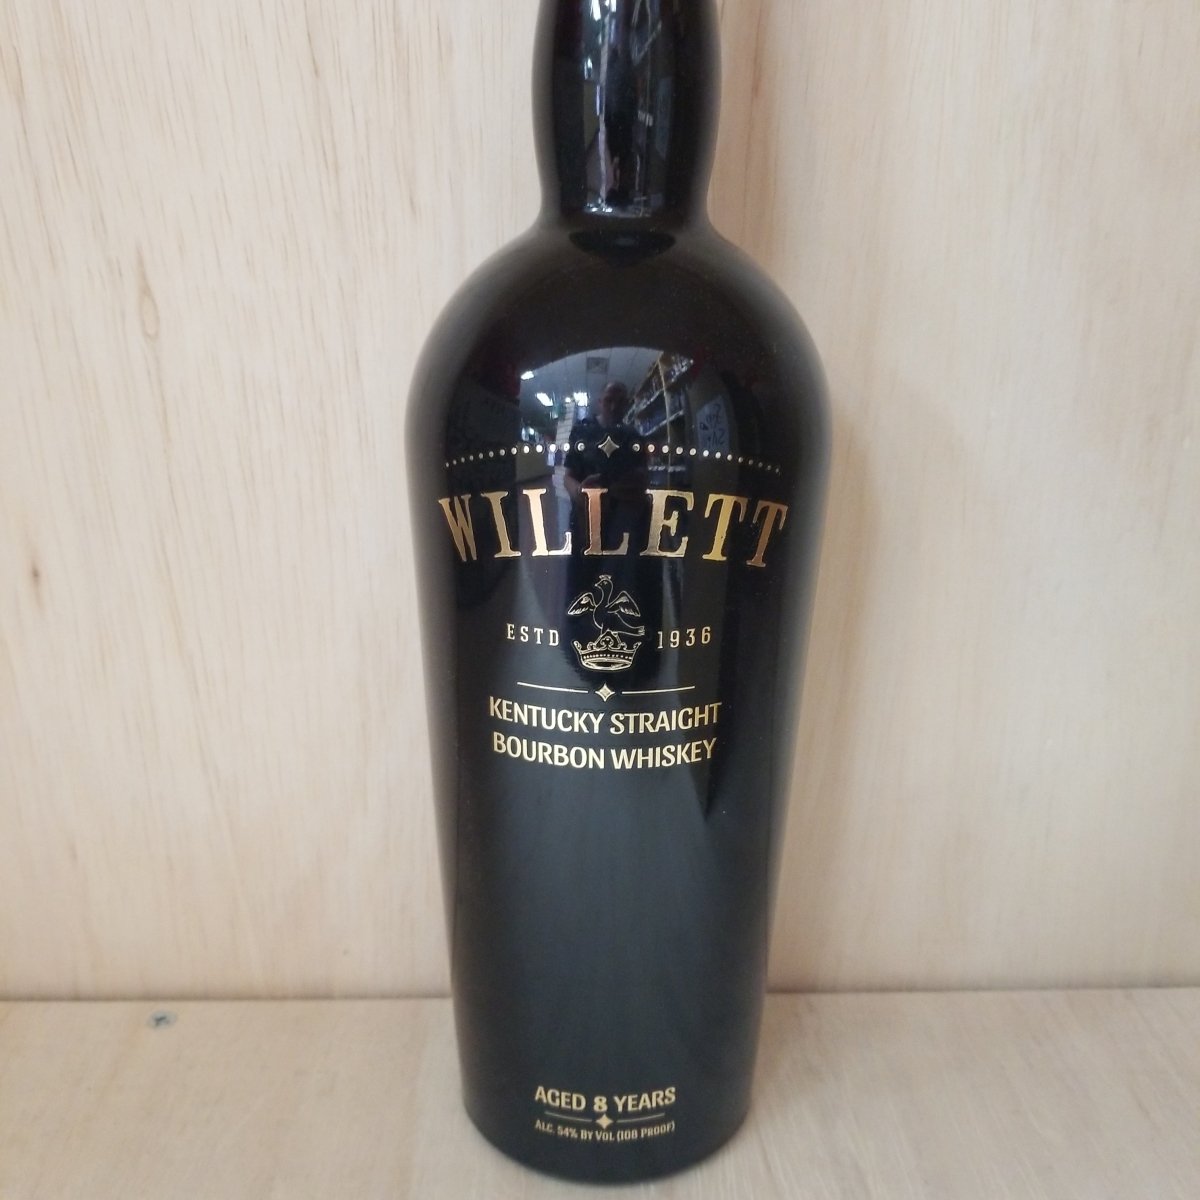 WILLETT
ESTD 1936
KENTUCKY STRAIGHT
BOURBON WHISKEY
AGED 8 YEARS
ALC. 54% BY VOL (108 PROOF)